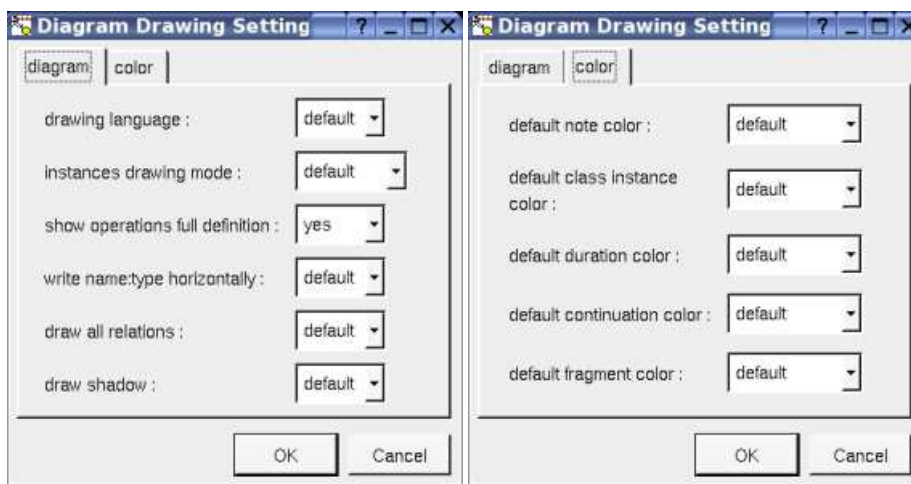 Diagram Drawing Setting
diagram
color
drawing language :
default
instances drawing mode :
default
show operations full definition :
yes
write name:type horizontally :
default
draw all relations :
default
draw shadow :
default
OK
Cancel
Diagram Drawing Setting
diagram
color
default note color :
default
default class instance
color :
default
default duration color :
default
default continuation color :
default
default fragment color :
default
OK
Cancel